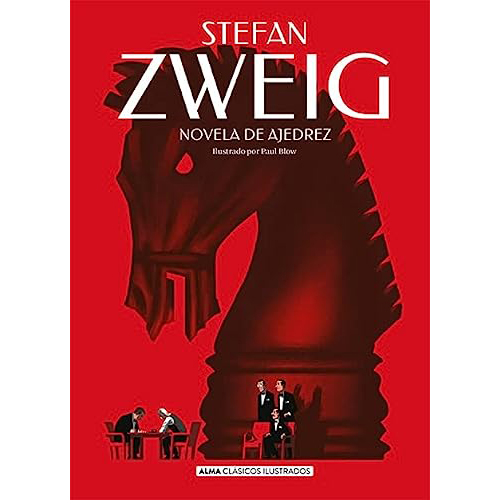 STEFAN
ZWEIG
NOVELA DE AJEDREZ
Ilustrado por Paul Blow
ALMA CLÁSICOS ILUSTRADOS